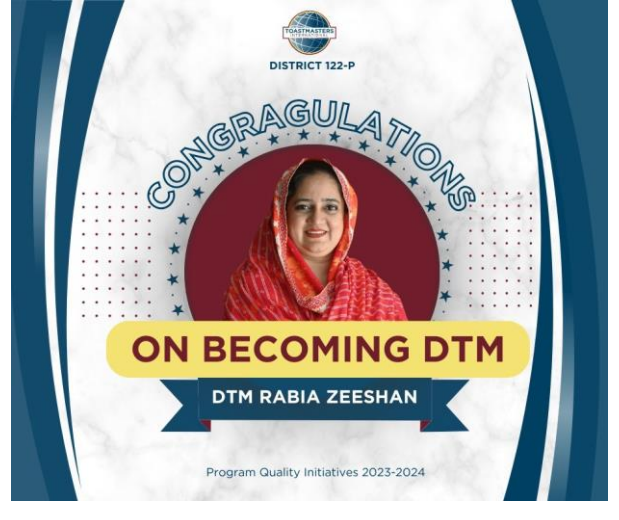 TOASTMASTERS
INTERNATIONAL
DISTRICT 122-P
CONGRAGULATIONS
ON BECOMING DTM
DTM RABIA ZEESHAN
Program Quality Initiatives 2023-2024